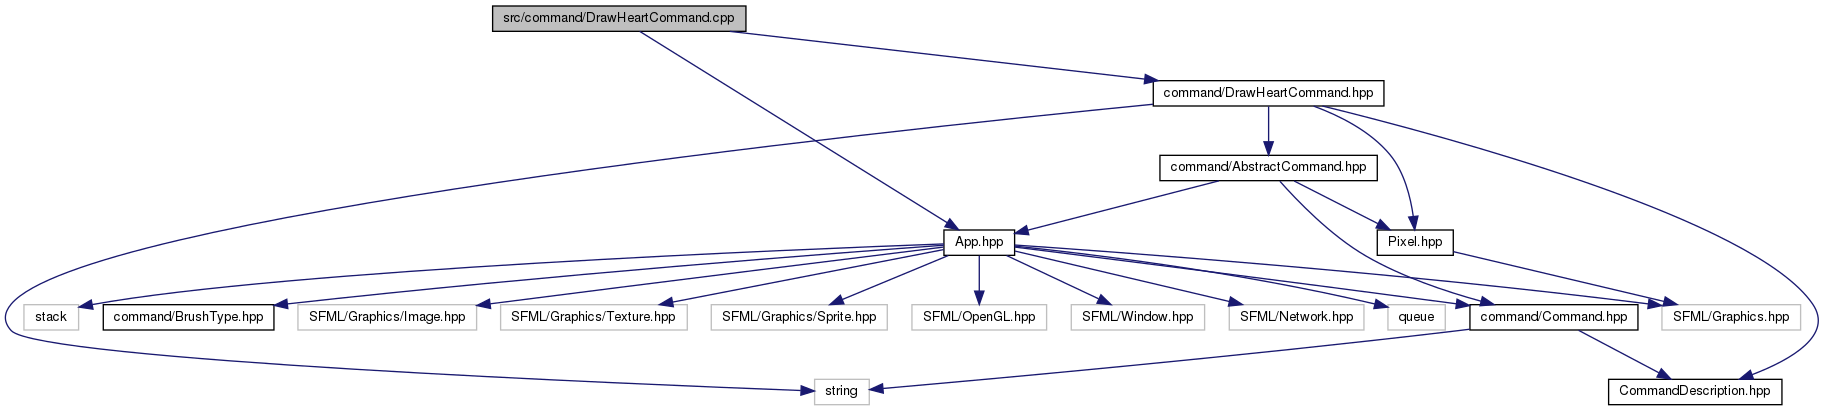 src/command/DrawHeartCommand.cpp
command/DrawHeartCommand.hpp
command/AbstractCommand.hpp
App.hpp
Pixel.hpp
stack
command/BrushType.hpp
SFML/Graphics/Image.hpp
SFML/Graphics/Texture.hpp
SFML/Graphics/Sprite.hpp
SFML/OpenGL.hpp
SFML/Window.hpp
SFML/Network.hpp
queue
command/Command.hpp
SFML/Graphics.hpp
string
CommandDescription.hpp